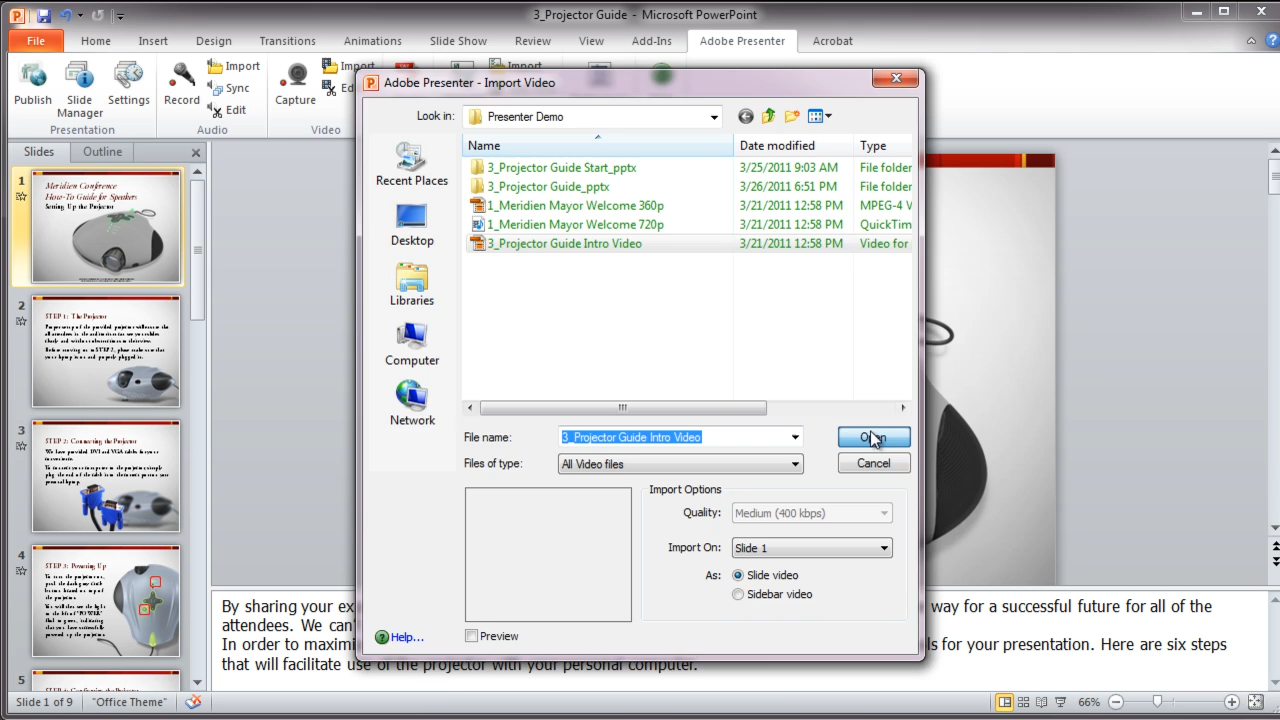 3_Projector Guide - Microsoft PowerPoint
File Home Insert Design Transitions Animations Slide Show Review View Add-Ins Adobe Presenter Acrobat
Import Import Import
Sync
Edit
Publish Slide Manager Settings Record Capture
Presentation Audio Video
Slides Outline
1
Meridien Conference
How-To Guide for Speakers
Setting Up the Projector
2
STEP 1: The Projector
3
STEP 2: Connecting the Projector
4
STEP 3: Powering Up
5
Adobe Presenter - Import Video
Look in: Presenter Demo
Name Date modified Type
3_Projector Guide Start_pptx 3/25/2011 9:03 AM File folder
3_Projector Guide_pptx 3/26/2011 6:51 PM File folder
1_Meridien Mayor Welcome 360p 3/21/2011 12:58 PM MPEG-4 V
1_Meridien Mayor Welcome 720p 3/21/2011 12:58 PM QuickTim
3_Projector Guide Intro Video 3/21/2011 12:58 PM Video for
Recent Places
Desktop
Libraries
Computer
Network
File name: 3_Projector Guide Intro Video Open
Files of type: All Video files Cancel
Import Options
Quality: Medium (400 kbps)
Import On: Slide 1
As: Slide video
Sidebar video
Preview
Help...
By sharing your ex way for a successful future for all of the
attendees. We can'
In order to maximi ls for your presentation. Here are six steps
that will facilitate use of the projector with your personal computer.
Slide 1 of 9 "Office Theme" 66%